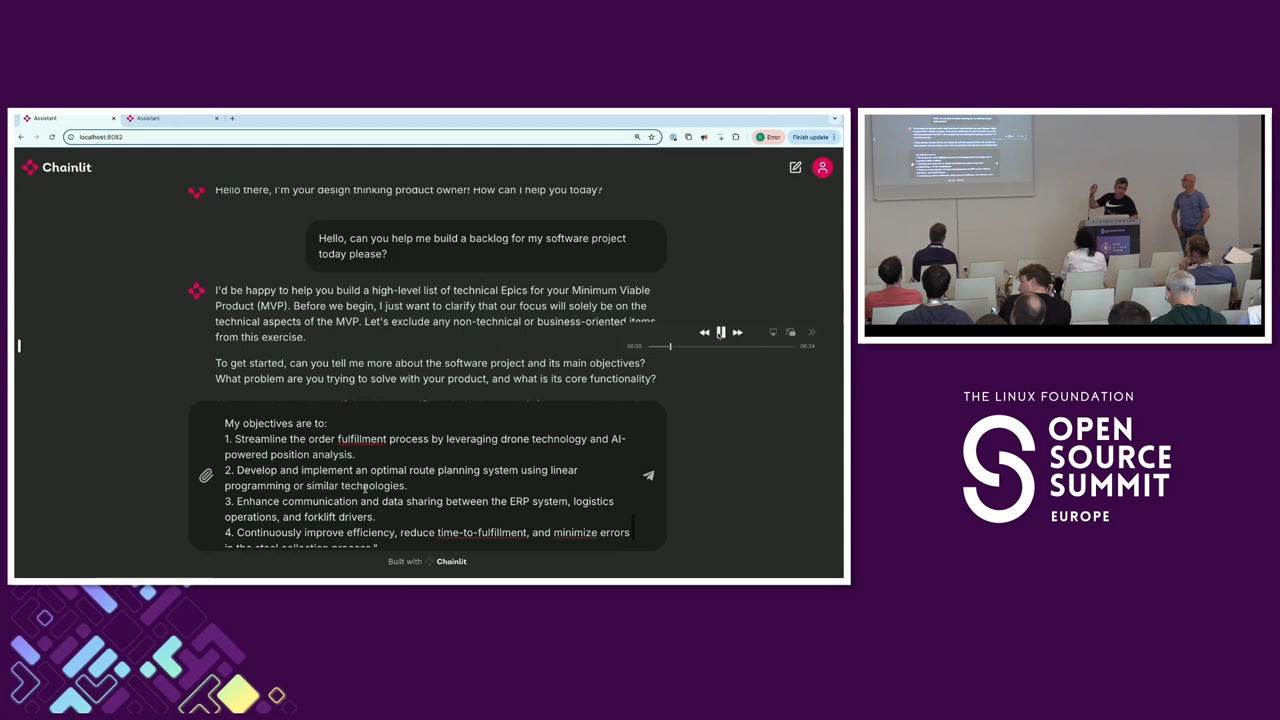 Assistant
Assistant
localhost:8082
Error
Finish update
Chainlit
Hello there, I'm your design thinking product owner! How can I help you today?
Hello, can you help me build a backlog for my software project
today please?
I'd be happy to help you build a high-level list of technical Epics for your Minimum Viable
Product (MVP). Before we begin, I just want to clarify that our focus will solely be on the
technical aspects of the MVP. Let's exclude any non-technical or business-oriented items
from this exercise.
To get started, can you tell me more about the software project and its main objectives?
What problem are you trying to solve with your product, and what is its core functionality?
00:55
06:24
My objectives are to:
1. Streamline the order fulfillment process by leveraging drone technology and AI-
powered position analysis.
2. Develop and implement an optimal route planning system using linear
programming or similar technologies.
3. Enhance communication and data sharing between the ERP system, logistics
operations, and forklift drivers.
4. Continuously improve efficiency, reduce time-to-fulfillment, and minimize errors
in the steel collection process."
Built with Chainlit
THE LINUX FOUNDATION
OPEN
SOURCE
SUMMIT
EUROPE